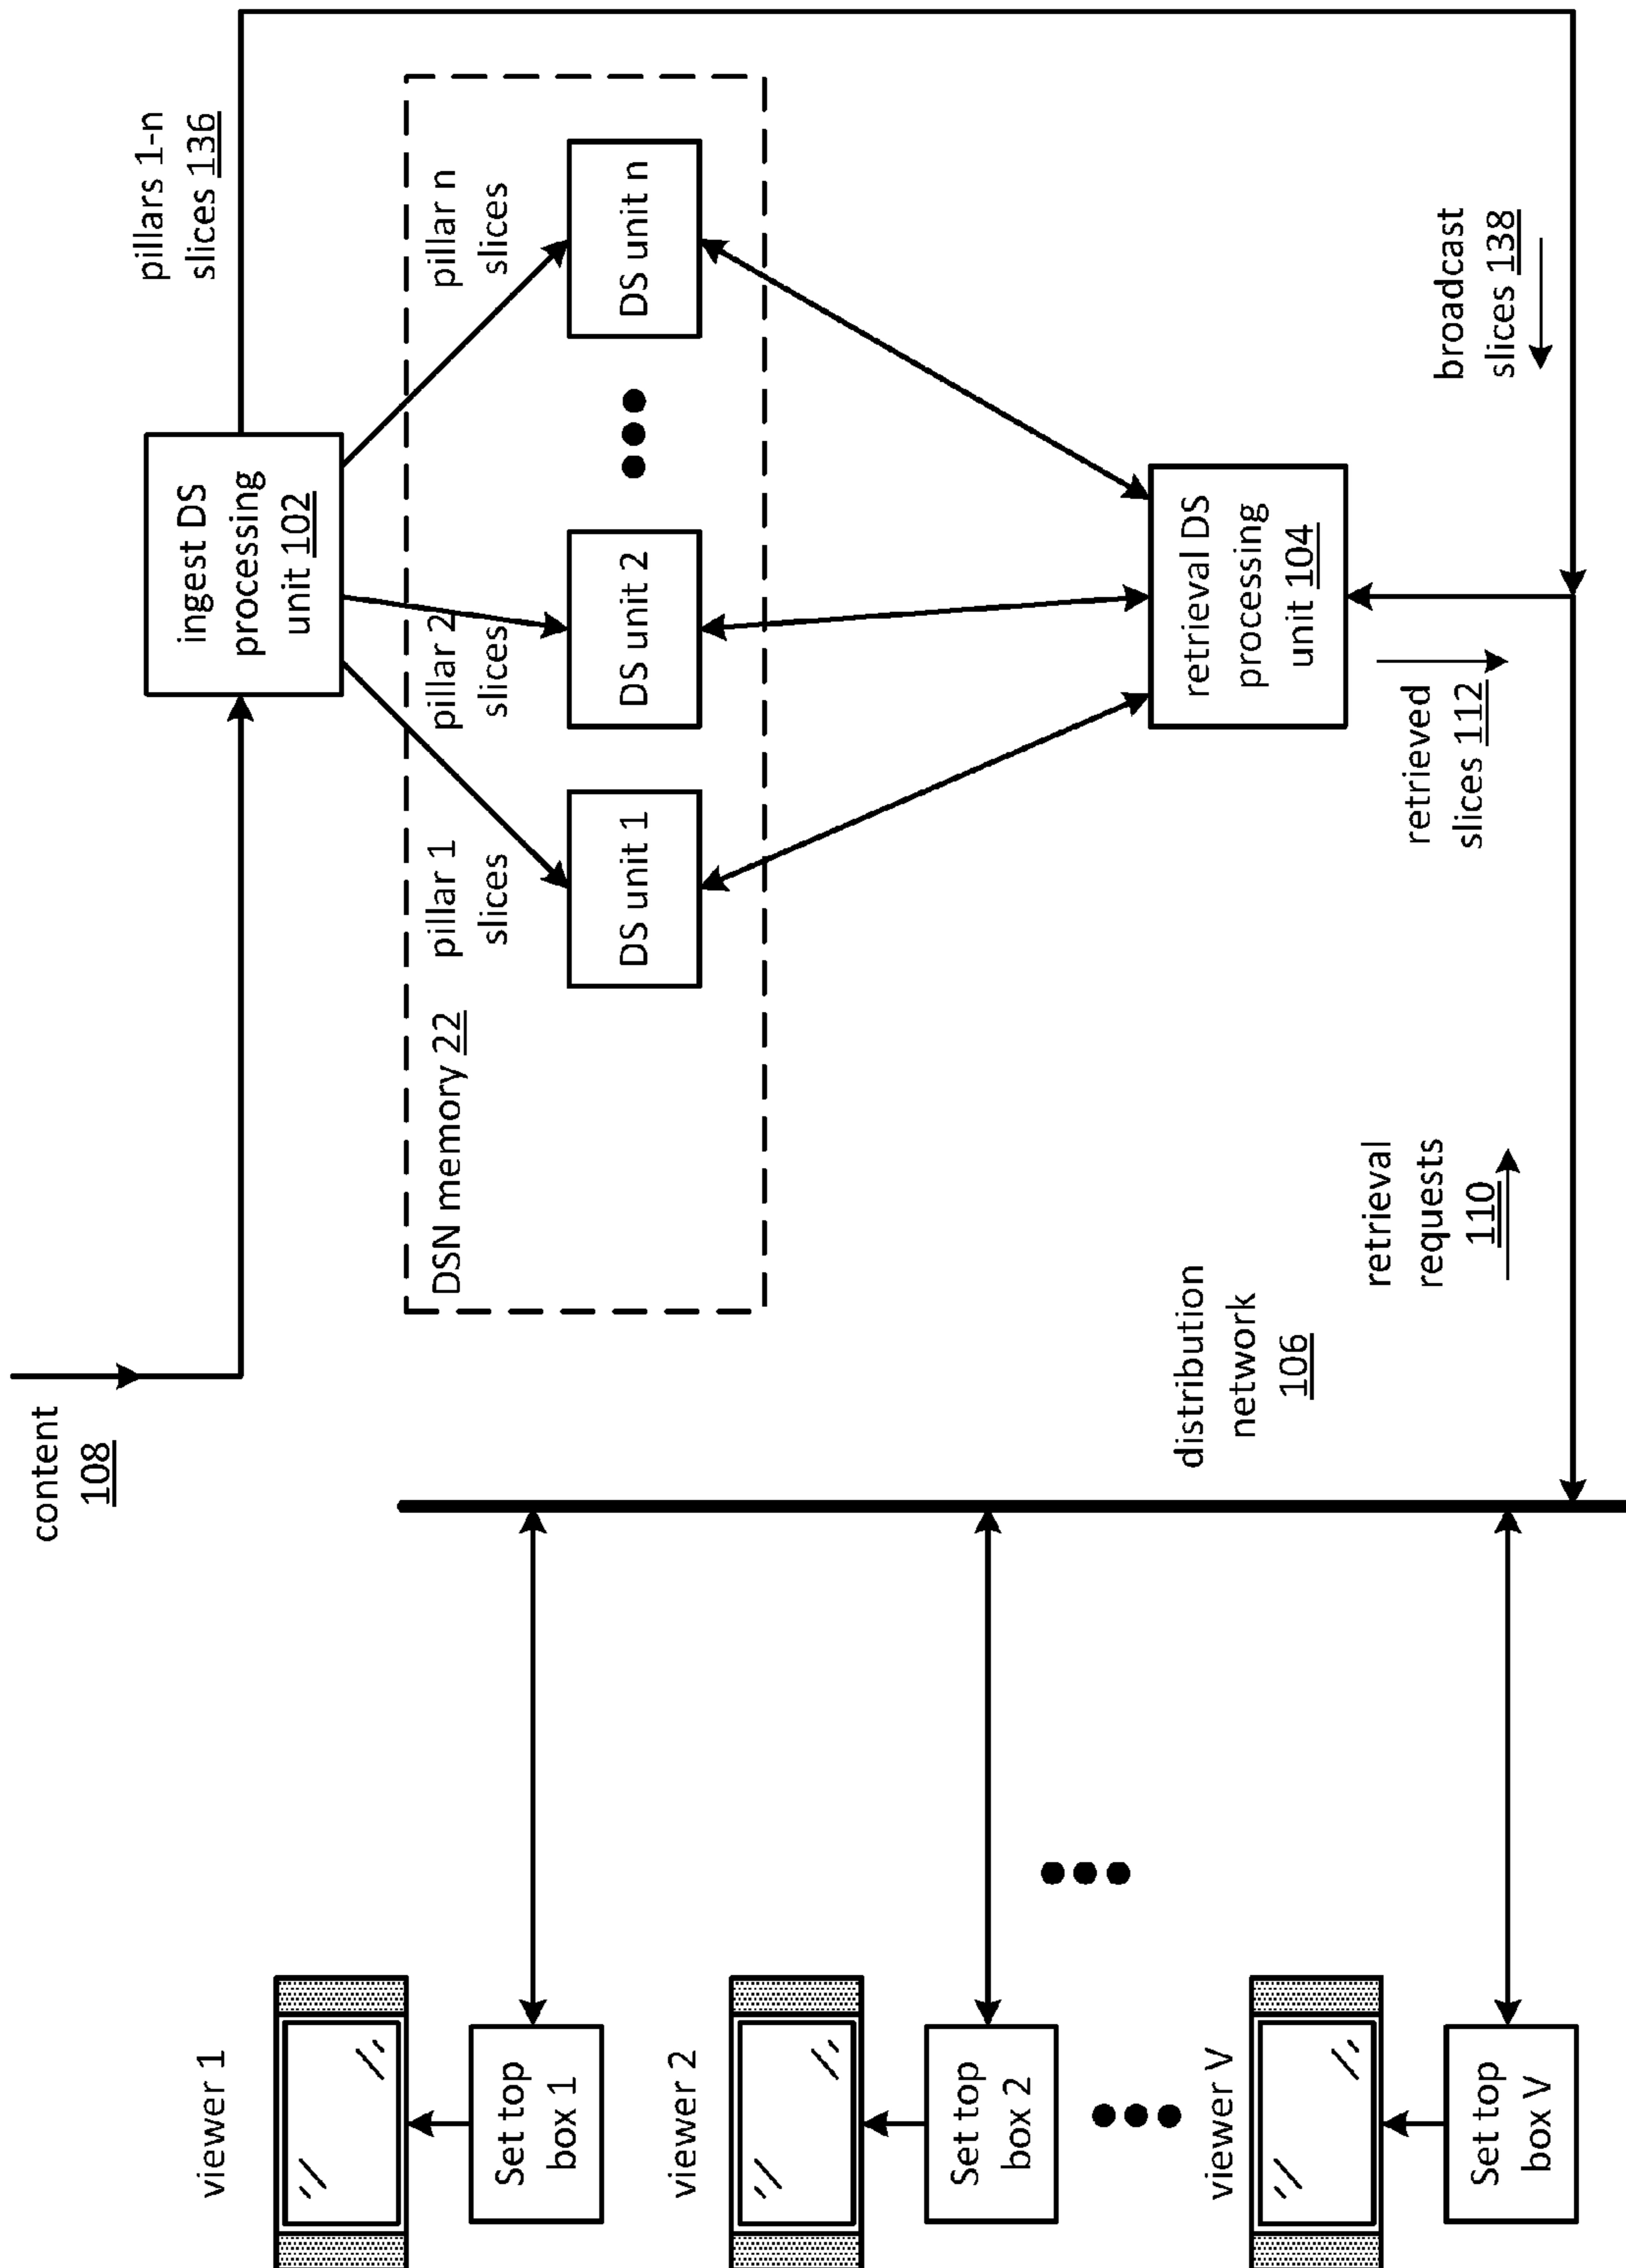 content
108
pillars 1-n
slices 136
ingest DS
processing
unit 102
DSN memory 22
pillar 1
slices
pillar 2
slices
pillar n
slices
DS unit 1
DS unit 2
DS unit n
retrieval DS
processing
unit 104
retrieved
slices 112
broadcast
slices 138
retrieval
requests
110
distribution
network
106
viewer 1
Set top
box 1
viewer 2
Set top
box 2
viewer V
Set top
box V